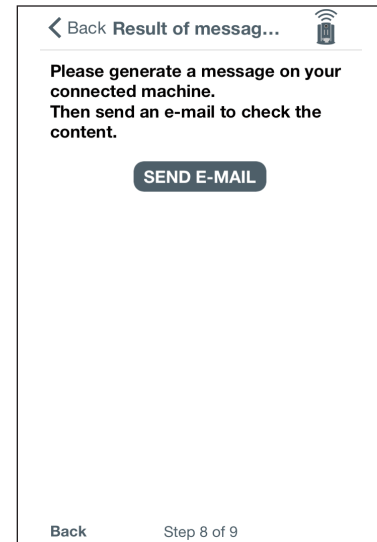 Back Result of messag...
Please generate a message on your
connected machine.
Then send an e-mail to check the
content.
SEND E-MAIL
Back Step 8 of 9